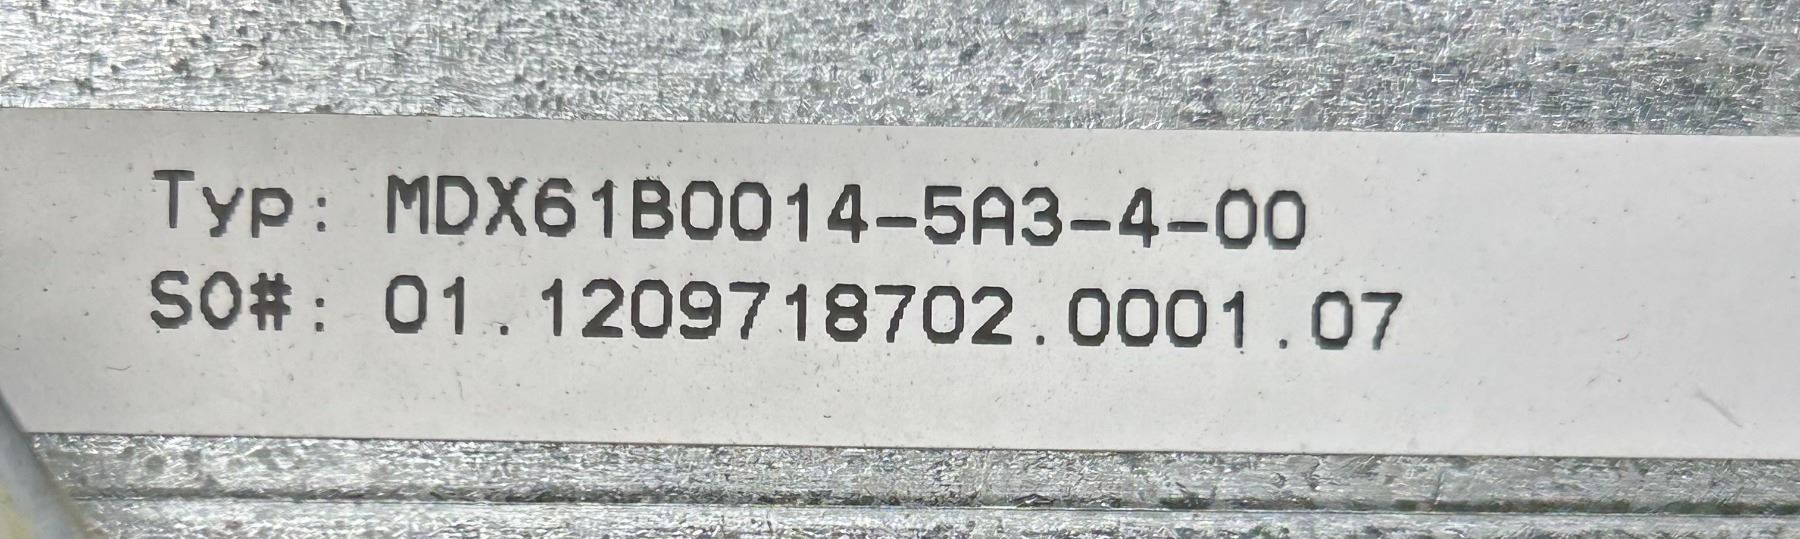 Typ: MDX61B0014-5A3-4-00
SO#: 01.1209718702.0001.07